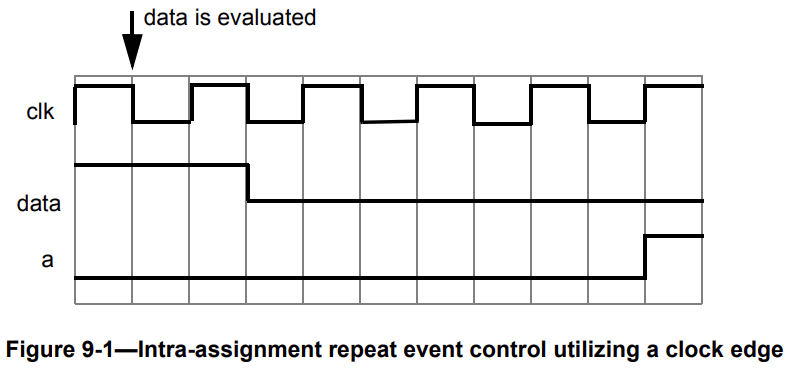 data is evaluated
clk
data
a
Figure 9-1—Intra-assignment repeat event control utilizing a clock edge